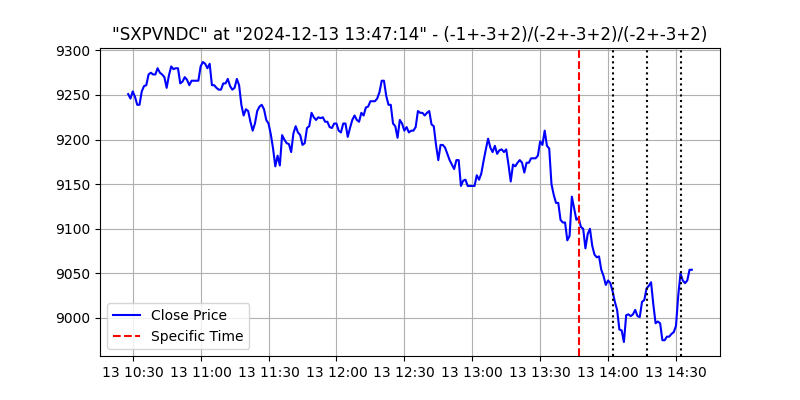 "SXPVNDC" at "2024-12-13 13:47:14" - (-1+-3+2)/(-2+-3+2)/(-2+-3+2)
9300
9250
9200
9150
9100
9050
9000
Close Price
Specific Time
13 10:30 13 11:00 13 11:30 13 12:00 13 12:30 13 13:00 13 13:30 13 14:00 13 14:30